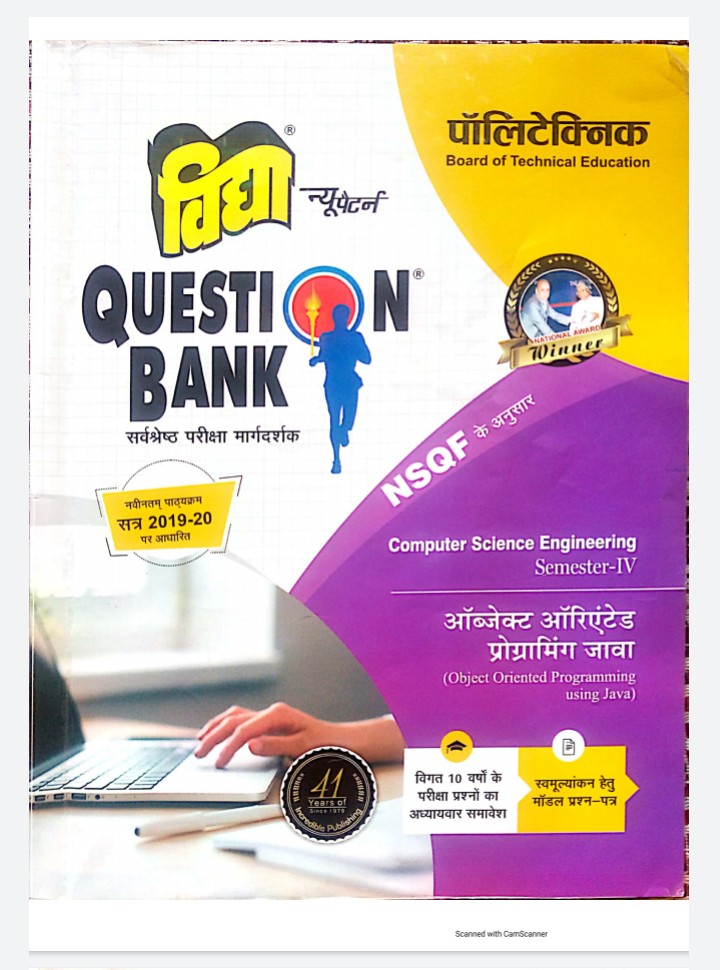 विद्या
®
न्यू पैटर्न
QUESTION
®
BANK
सर्वश्रेष्ठ परीक्षा मार्गदर्शक
नवीनतम् पाठ्यक्रम
सत्र 2019-20
पर आधारित
पॉलिटेक्निक
Board of Technical Education
NATIONAL AWARD
Winner
NSQF के अनुसार
Computer Science Engineering
Semester-IV
ऑब्जेक्ट ऑरिएंटेड
प्रोग्रामिंग जावा
(Object Oriented Programming
using Java)
41
Years of
Since 1979
Incredible Publishing
विगत 10 वर्षों के
परीक्षा प्रश्नों का
अध्यायवार समावेश
स्वमूल्यांकन हेतु
मॉडल प्रश्न–पत्र
Scanned with CamScanner